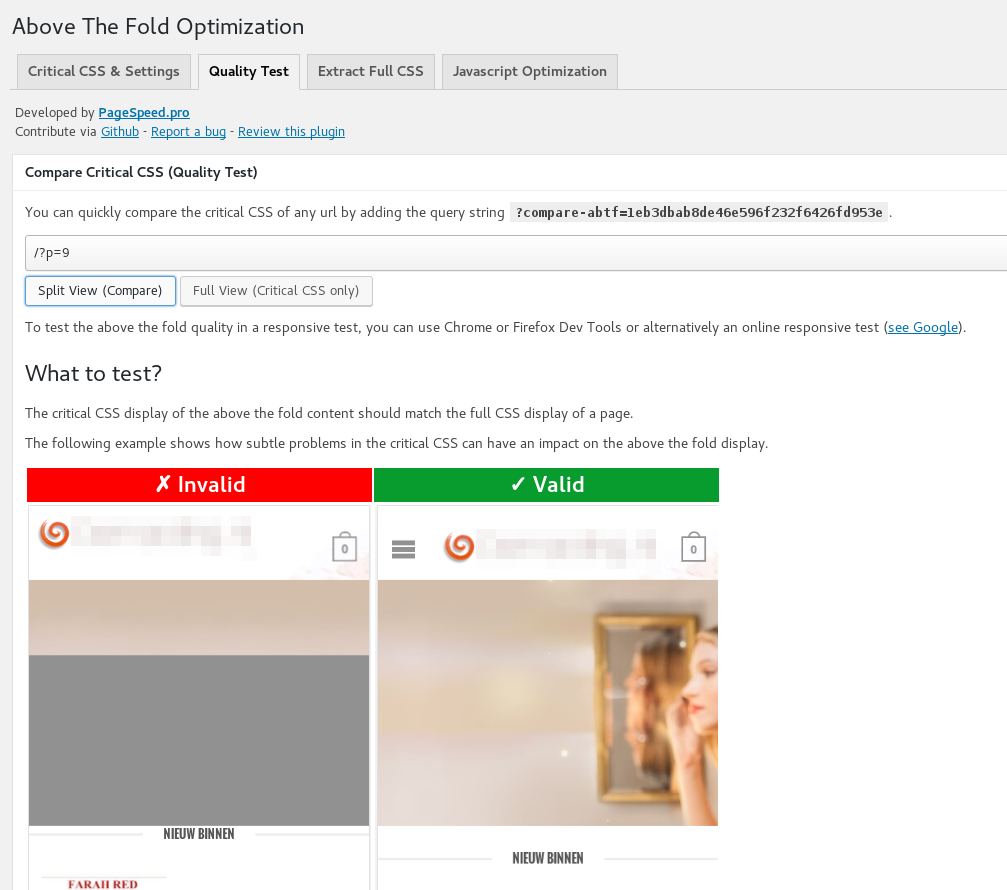 Above The Fold Optimization
Critical CSS & Settings Quality Test Extract Full CSS Javascript Optimization
Developed by PageSpeed.pro
Contribute via Github - Report a bug - Review this plugin
Compare Critical CSS (Quality Test)
You can quickly compare the critical CSS of any url by adding the query string ?compare-abtf=1eb3dbab8de46e596f232f6426fd953e.
/?p=9
Split View (Compare) Full View (Critical CSS only)
To test the above the fold quality in a responsive test, you can use Chrome or Firefox Dev Tools or alternatively an online responsive test (see Google).
What to test?
The critical CSS display of the above the fold content should match the full CSS display of a page.
The following example shows how subtle problems in the critical CSS can have an impact on the above the fold display.
✗ Invalid ✓ Valid
0 0
NIEUW BINNEN
NIEUW BINNEN
FARAH RED